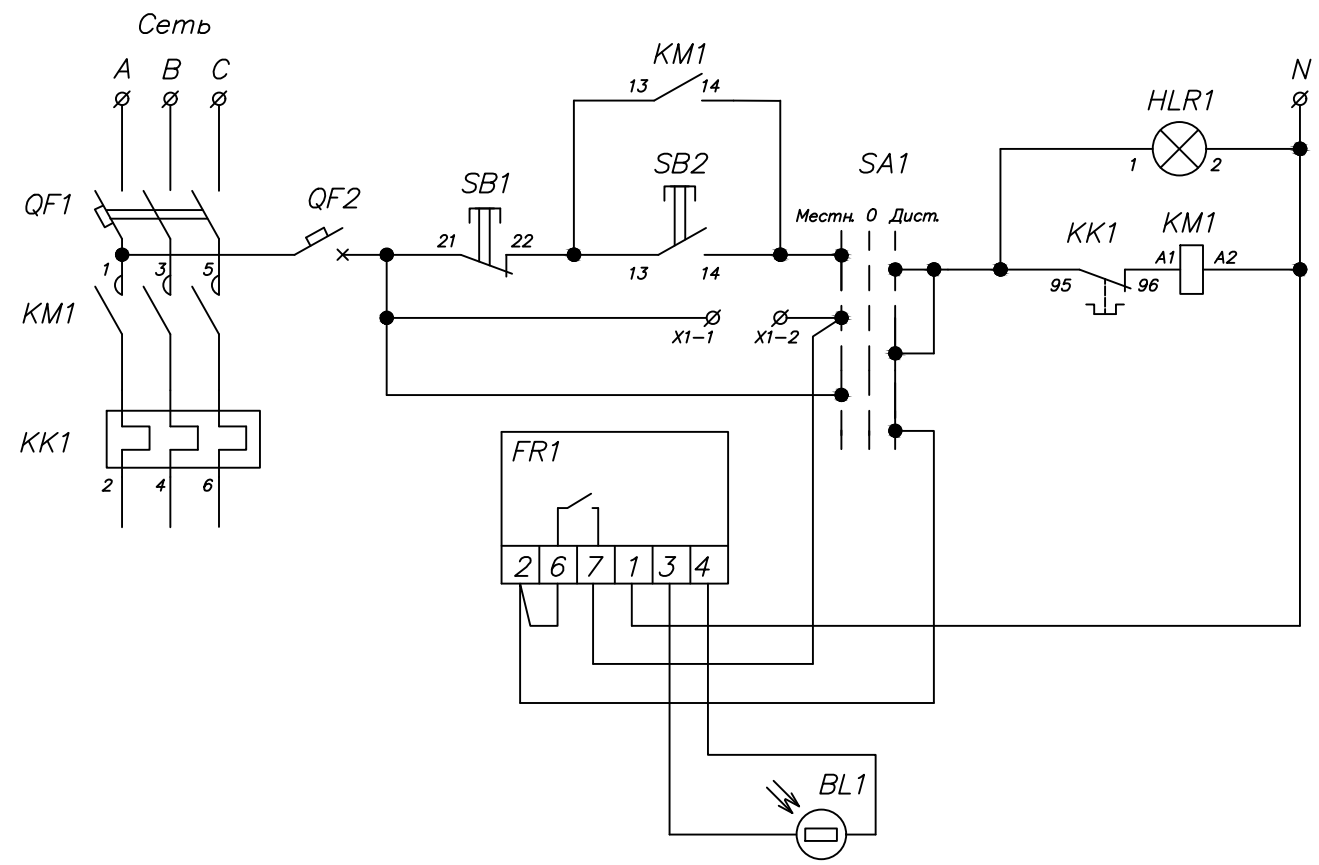 Сеть
A B C
N
KM1
13 14
HLR1
1 2
QF1
QF2
SB1
21 22
SB2
13 14
SA1
Местн. 0 Дист.
KK1
95 96
KM1
A1 A2
1 3 5
KM1
X1-1 X1-2
KK1
2 4 6
FR1
2 6 7 1 3 4
BL1